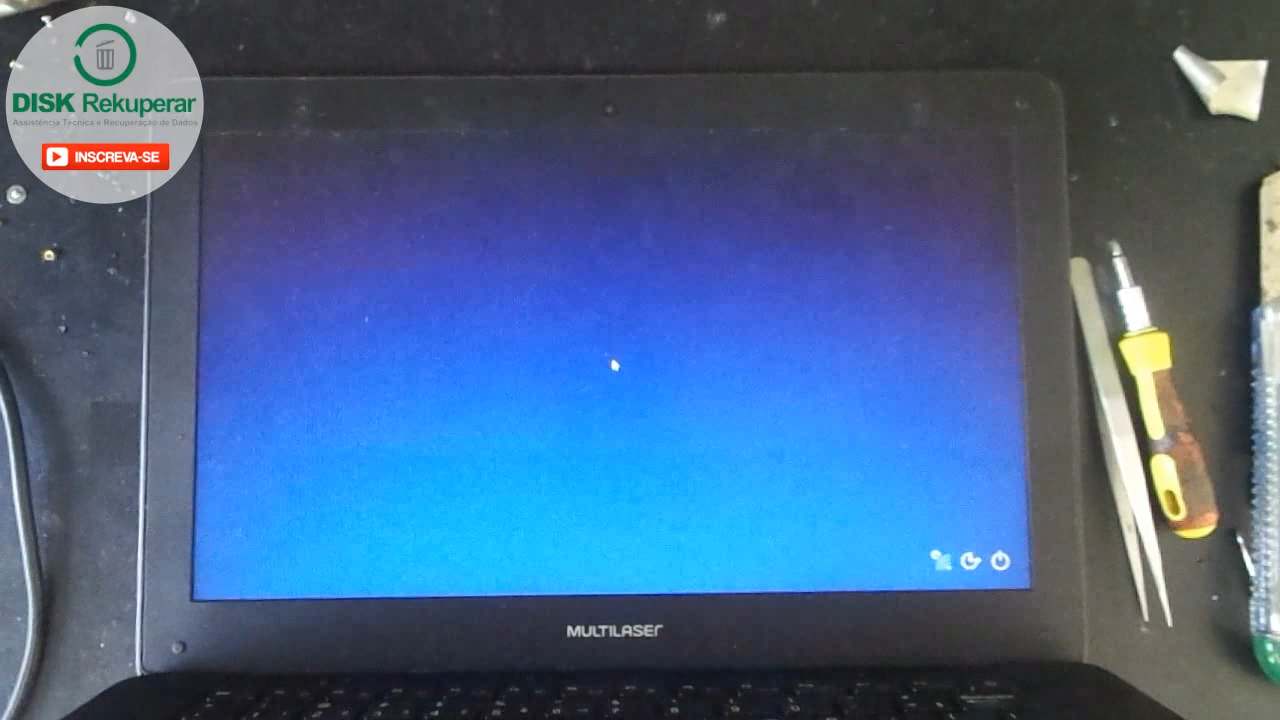 DISK Rekuperar
Assistência Técnica e Recuperação de Dados
INSCREVA-SE
MULTILASER